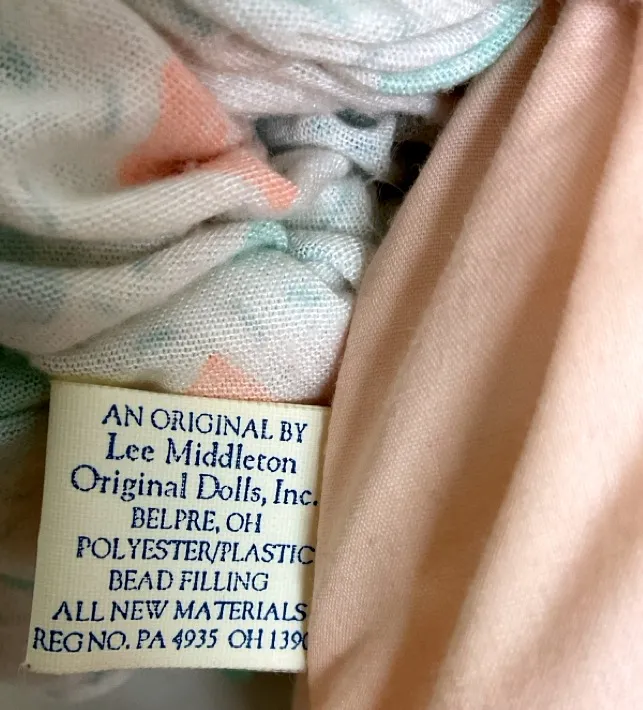 AN ORIGINAL BY
Lee Middleton
Original Dolls, Inc.
BELPRE, OH
POLYESTER/PLASTIC
BEAD FILLING
ALL NEW MATERIALS
REG NO. PA 4935 OH